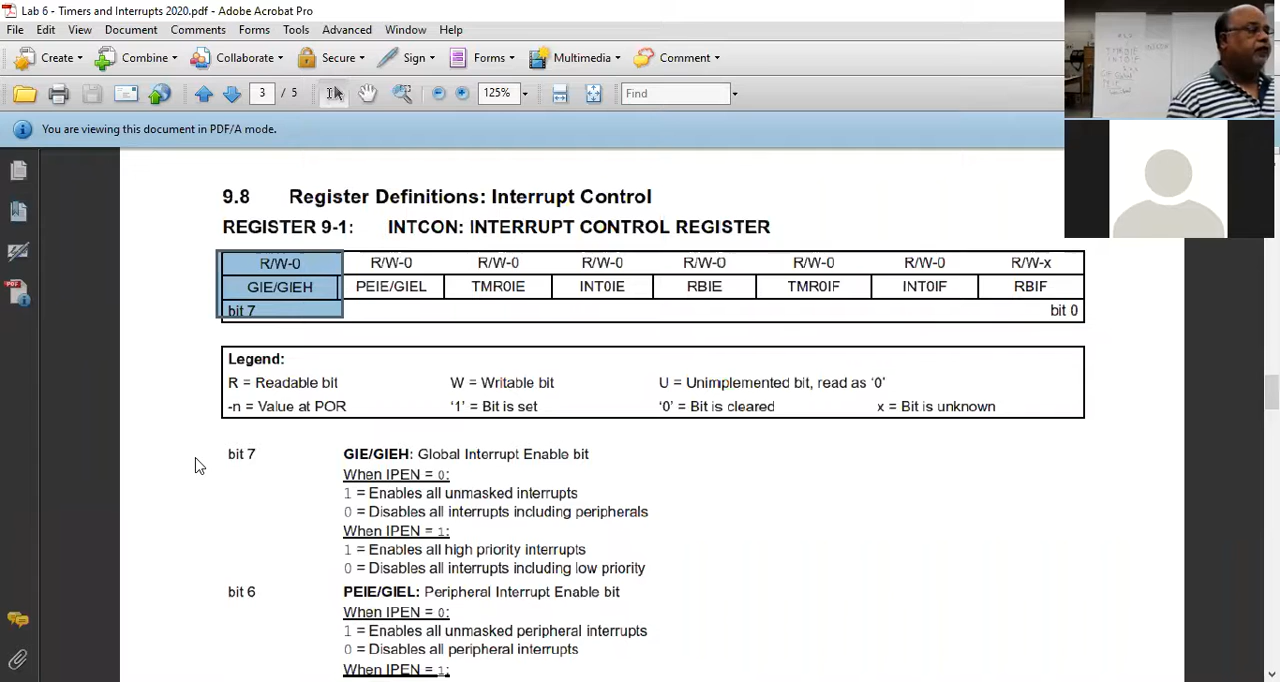 Lab 6 - Timers and Interrupts 2020.pdf - Adobe Acrobat Pro
File Edit View Document Comments Forms Tools Advanced Window Help
Create Combine Collaborate Secure Sign Forms Multimedia Comment
3 / 5 125% Find
You are viewing this document in PDF/A mode.
9.8 Register Definitions: Interrupt Control
REGISTER 9-1: INTCON: INTERRUPT CONTROL REGISTER
R/W-0 R/W-0 R/W-0 R/W-0 R/W-0 R/W-0 R/W-0 R/W-x
GIE/GIEH PEIE/GIEL TMR0IE INT0IE RBIE TMR0IF INT0IF RBIF
bit 7 bit 0
Legend:
R = Readable bit W = Writable bit U = Unimplemented bit, read as ‘0’
-n = Value at POR ‘1’ = Bit is set ‘0’ = Bit is cleared x = Bit is unknown
bit 7 GIE/GIEH: Global Interrupt Enable bit
When IPEN = 0:
1 = Enables all unmasked interrupts
0 = Disables all interrupts including peripherals
When IPEN = 1:
1 = Enables all high priority interrupts
0 = Disables all interrupts including low priority
bit 6 PEIE/GIEL: Peripheral Interrupt Enable bit
When IPEN = 0:
1 = Enables all unmasked peripheral interrupts
0 = Disables all peripheral interrupts
When IPEN = 1: